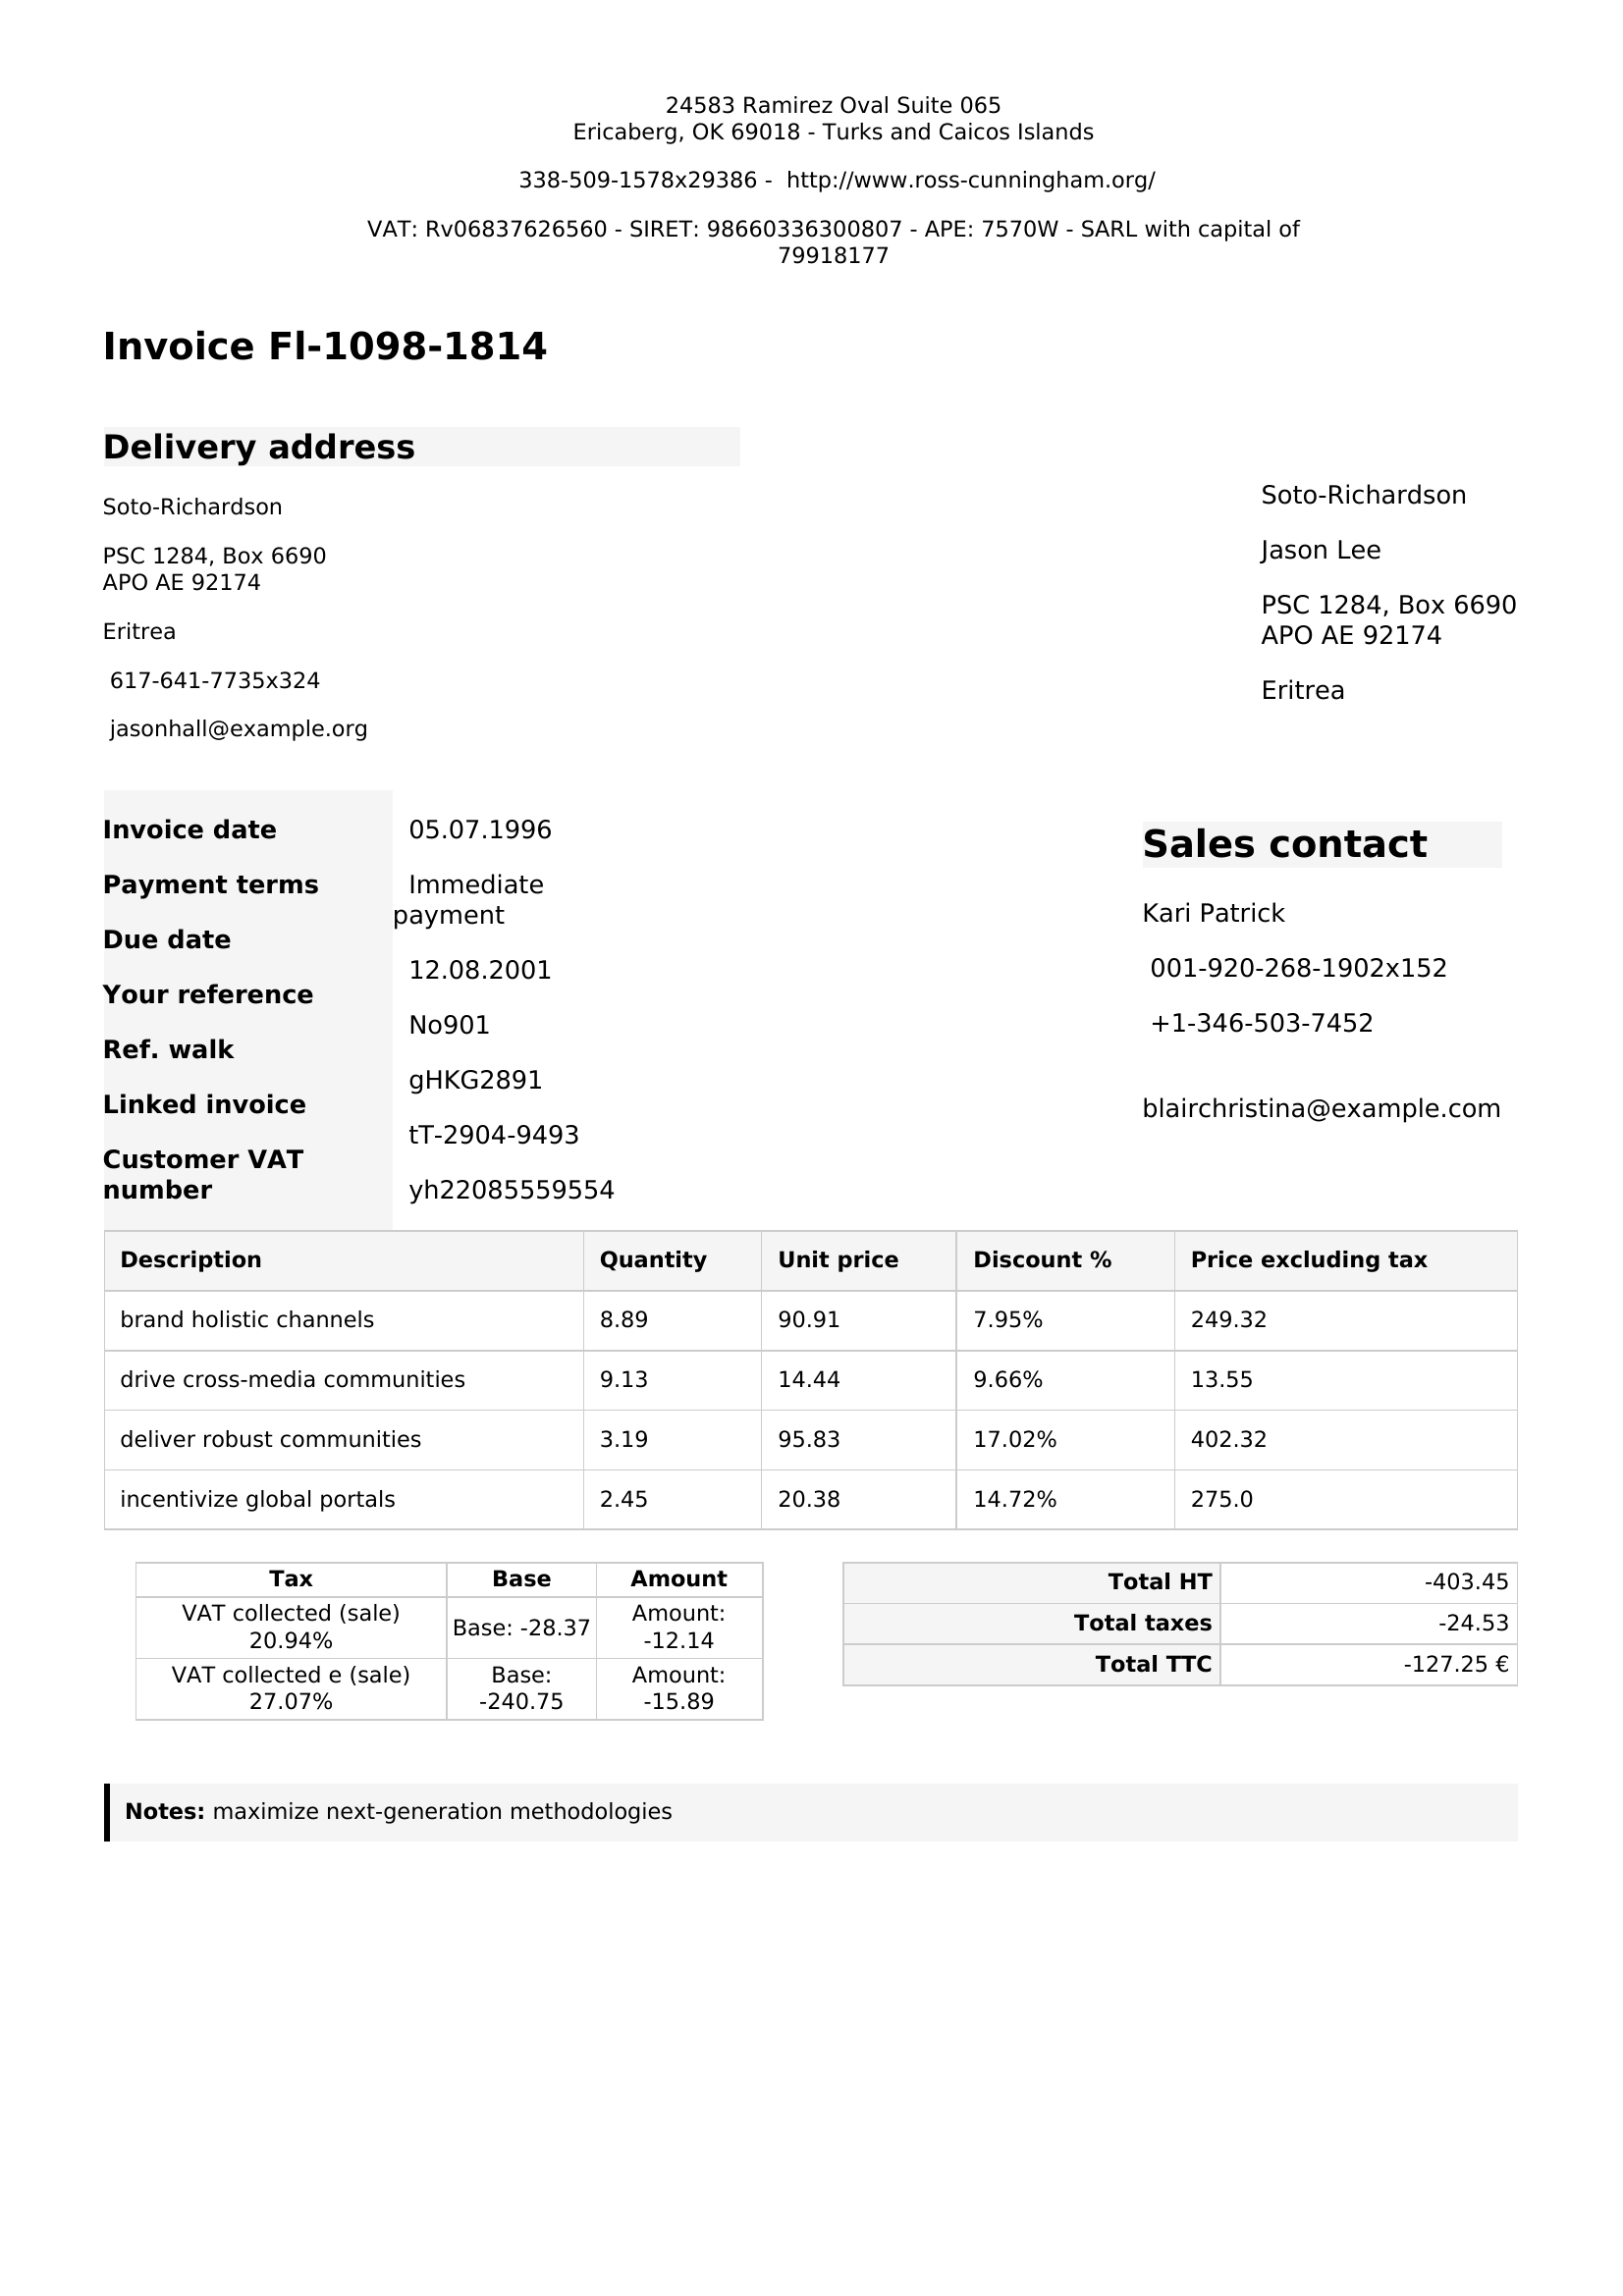 24583 Ramirez Oval Suite 065
Ericaberg, OK 69018 - Turks and Caicos Islands
338-509-1578x29386 -  http://www.ross-cunningham.org/
VAT: Rv06837626560 - SIRET: 98660336300807 - APE: 7570W - SARL with capital of
79918177
Invoice Fl-1098-1814
Delivery address
Soto-Richardson
PSC 1284, Box 6690
APO AE 92174
Eritrea
617-641-7735x324
jasonhall@example.org
Soto-Richardson
Jason Lee
PSC 1284, Box 6690
APO AE 92174
Eritrea
Invoice date
05.07.1996
Payment terms
Immediate
payment
Due date
12.08.2001
Your reference
No901
Ref. walk
gHKG2891
Linked invoice
tT-2904-9493
Customer VAT
number
yh22085559554
Sales contact
Kari Patrick
001-920-268-1902x152
+1-346-503-7452
blairchristina@example.com
Description Quantity Unit price Discount % Price excluding tax
brand holistic channels 8.89 90.91 7.95% 249.32
drive cross-media communities 9.13 14.44 9.66% 13.55
deliver robust communities 3.19 95.83 17.02% 402.32
incentivize global portals 2.45 20.38 14.72% 275.0
Tax Base Amount
VAT collected (sale)
20.94%
Base: -28.37
Amount:
-12.14
VAT collected e (sale)
27.07%
Base:
-240.75
Amount:
-15.89
Total HT -403.45
Total taxes -24.53
Total TTC -127.25 €
Notes: maximize next-generation methodologies